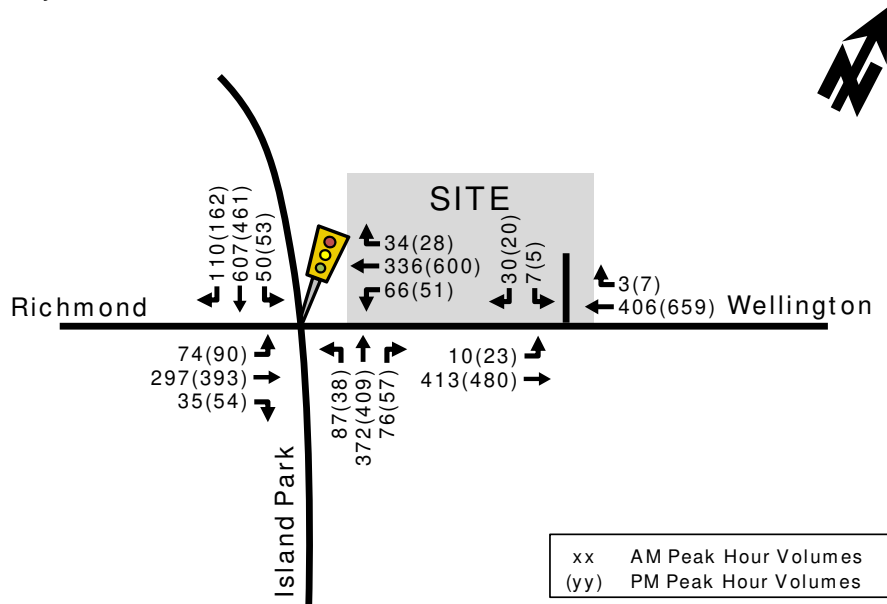 N
SITE
110(162)
607(461)
50(53)
34(28)
336(600)
66(51)
30(20)
7(5)
3(7)
406(659)
Richmond
Wellington
74(90)
297(393)
35(54)
87(38)
372(409)
76(57)
10(23)
413(480)
Island Park
xx AM Peak Hour Volumes
(yy) PM Peak Hour Volumes